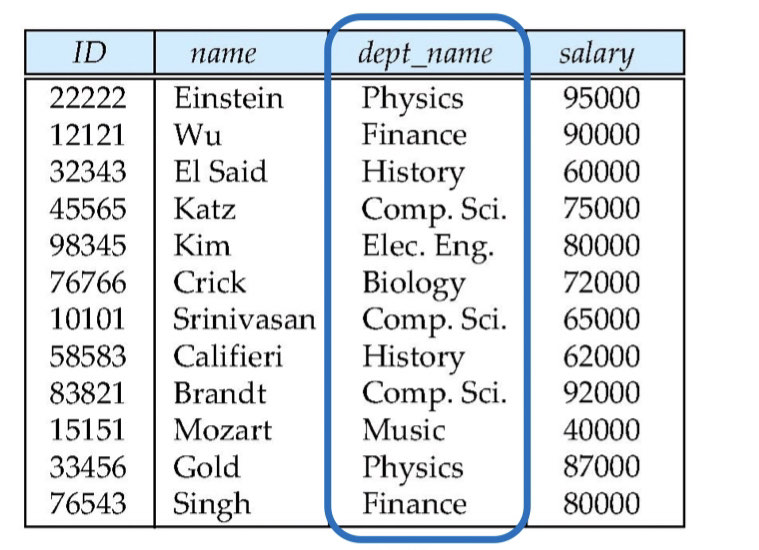 ID name dept_name salary
22222 Einstein Physics 95000
12121 Wu Finance 90000
32343 El Said History 60000
45565 Katz Comp. Sci. 75000
98345 Kim Elec. Eng. 80000
76766 Crick Biology 72000
10101 Srinivasan Comp. Sci. 65000
58583 Califieri History 62000
83821 Brandt Comp. Sci. 92000
15151 Mozart Music 40000
33456 Gold Physics 87000
76543 Singh Finance 80000